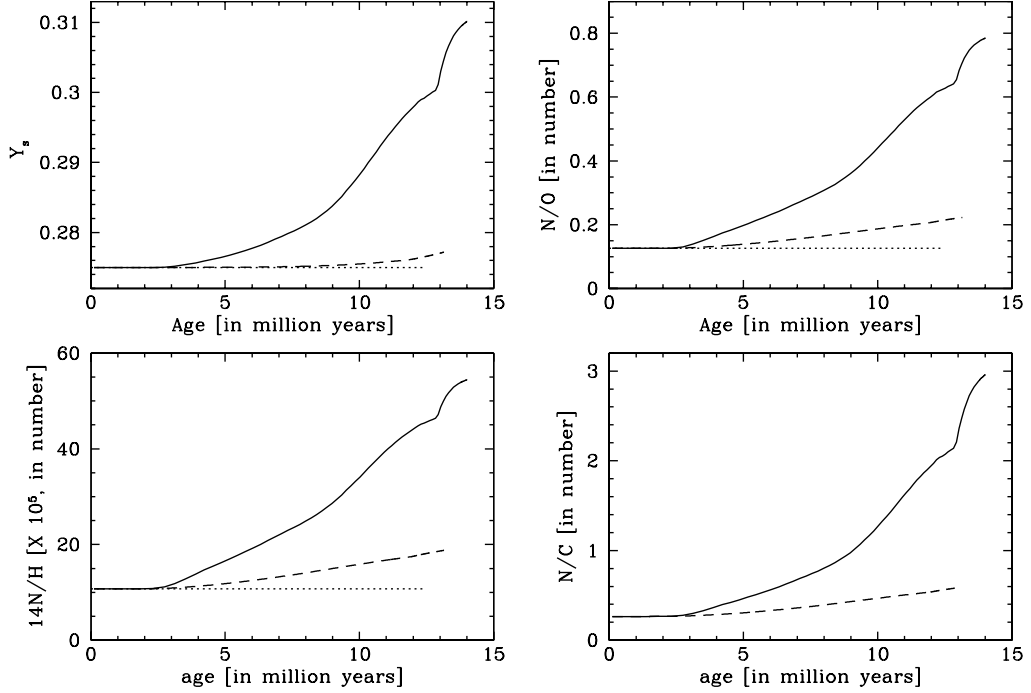 0.31
0.3
0.29
0.28
Yₛ
0 5 10 15
Age [in million years]
0.8
0.6
0.4
0.2
0
N/O [in number]
0 5 10 15
Age [in million years]
60
40
20
0
14N/H [X 10⁵, in number]
0 5 10 15
age [in million years]
3
2
1
0
N/C [in number]
0 5 10 15
age [in million years]